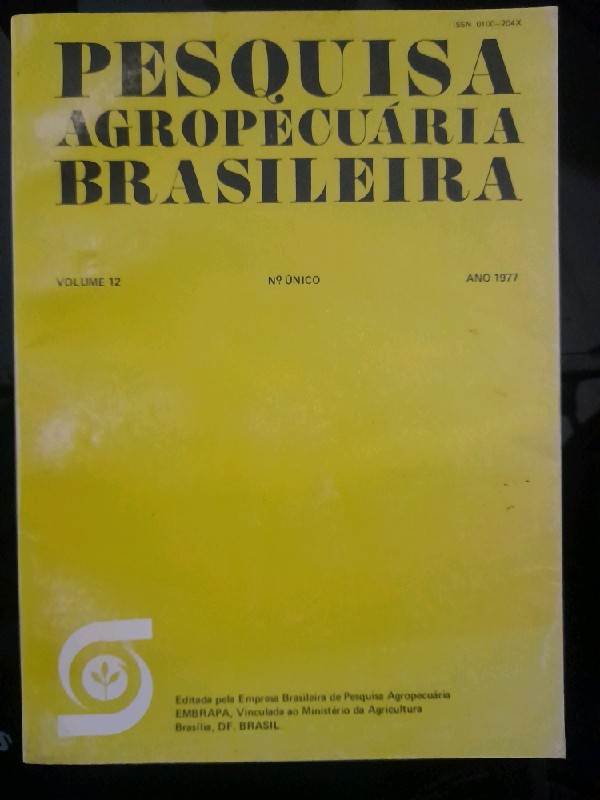 ISSN 0100-204X
PESQUISA
AGROPECUÁRIA
BRASILEIRA
VOLUME 12 Nº ÚNICO ANO 1977
Editada pela Empresa Brasileira de Pesquisa Agropecuária
EMBRAPA, Vinculada ao Ministério da Agricultura
Brasília, DF. BRASIL.